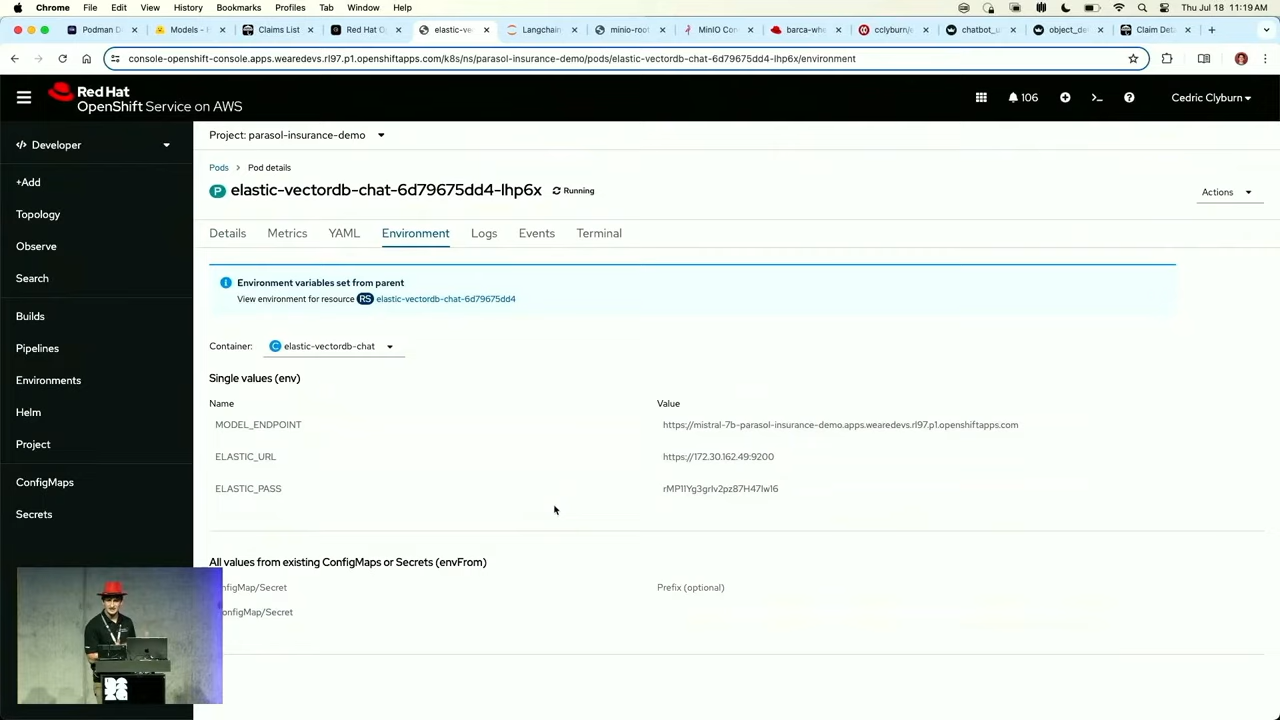 Chrome File Edit View History Bookmarks Profiles Tab Window Help Thu Jul 18 11:19 AM
Podman D Models - Claims List Red Hat O elastic-ve Langchain minio-root MinIO Con barca-whe cclyburn/e chatbot_u object_de Claim Deta
console-openshift-console.apps.wearedevs.rl97.p1.openshiftapps.com/k8s/ns/parasol-insurance-demo/pods/elastic-vectordb-chat-6d79675dd4-lhp6x/environment
Red Hat
OpenShift Service on AWS
106
Cedric Clyburn
Developer
Project: parasol-insurance-demo
Pods > Pod details
+Add
P elastic-vectordb-chat-6d79675dd4-lhp6x Running
Actions
Topology
Details Metrics YAML Environment Logs Events Terminal
Observe
Search
Environment variables set from parent
View environment for resource RS elastic-vectordb-chat-6d79675dd4
Builds
Pipelines
Container: C elastic-vectordb-chat
Environments
Single values (env)
Name Value
Helm
MODEL_ENDPOINT https://mistral-7b-parasol-insurance-demo.apps.wearedevs.rl97.p1.openshiftapps.com
Project
ELASTIC_URL https://172.30.162.49:9200
ConfigMaps
ELASTIC_PASS
Secrets
All values from existing ConfigMaps or Secrets (envFrom)
nfigMap/Secret Prefix (optional)
onfigMap/Secret